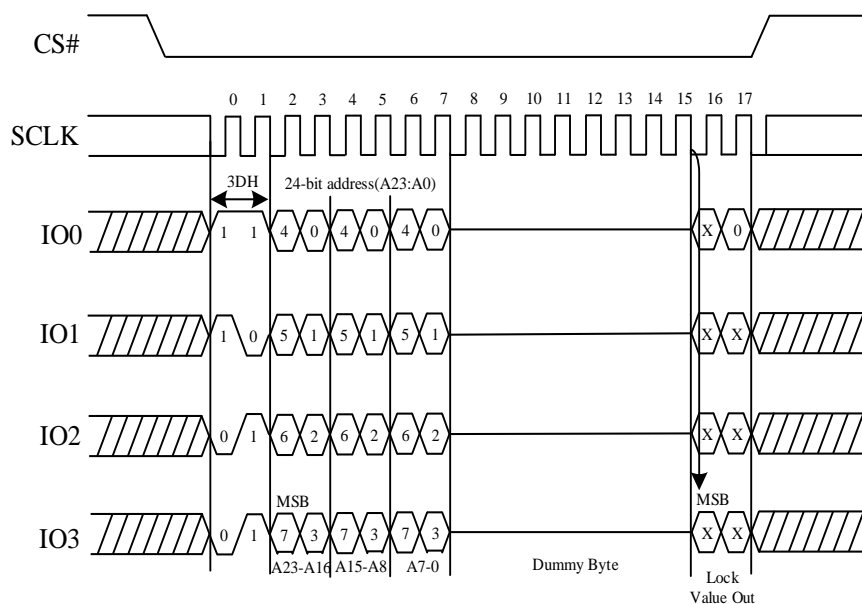 CS#
0 1 2 3 4 5 6 7 8 9 10 11 12 13 14 15 16 17
SCLK
3DH 24-bit address(A23:A0)
IO0 1 1 4 0 4 0 4 0 X 0
IO1 1 0 5 1 5 1 5 1 X X
IO2 0 1 6 2 6 2 6 2 X X
MSB MSB
IO3 0 1 7 3 7 3 7 3 X X
A23-A16 A15-A8 A7-0 Dummy Byte Lock
Value Out